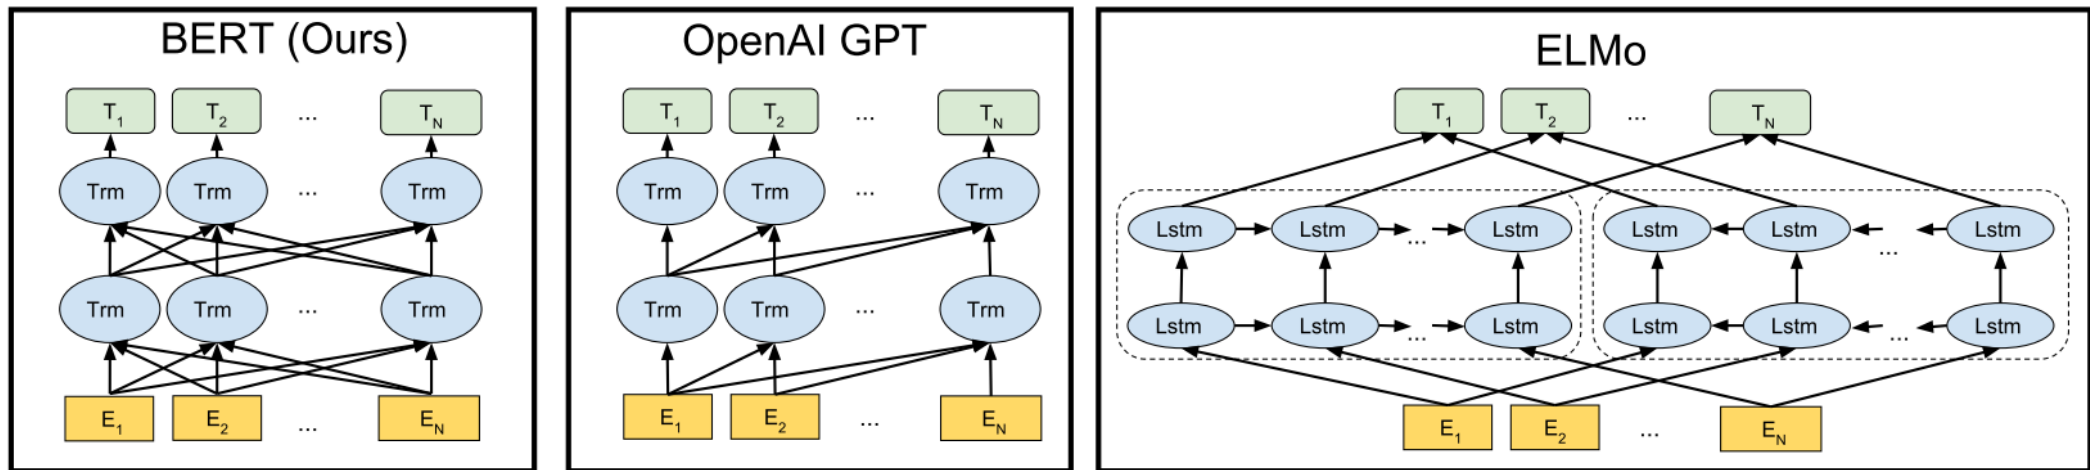 BERT (Ours)
T1 T2 ... TN
Trm Trm ... Trm
Trm Trm ... Trm
E1 E2 ... EN
OpenAI GPT
T1 T2 ... TN
Trm Trm ... Trm
Trm Trm ... Trm
E1 E2 ... EN
ELMo
T1 T2 ... TN
Lstm Lstm ... Lstm Lstm Lstm ... Lstm
Lstm Lstm ... Lstm Lstm Lstm ... Lstm
E1 E2 ... EN